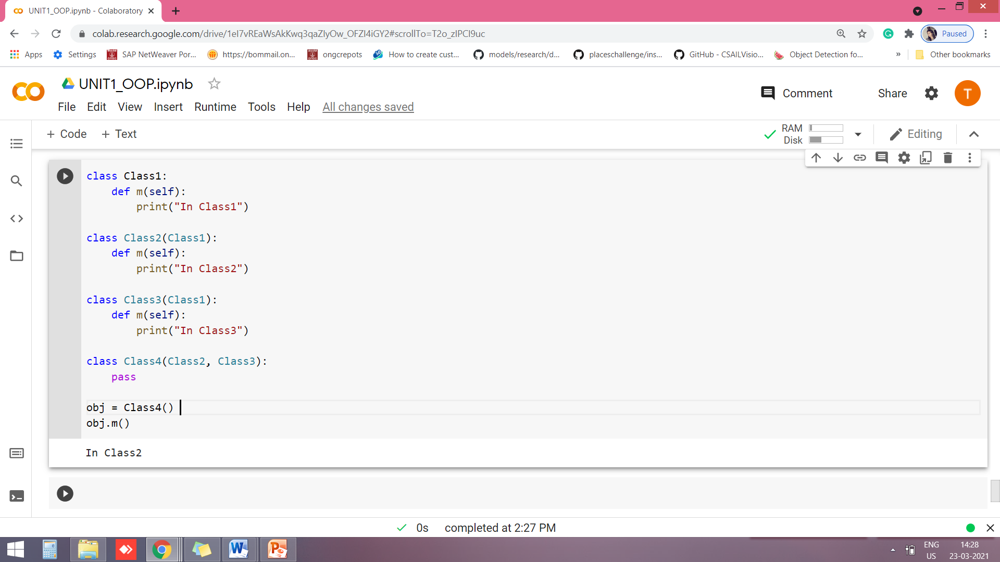 UNIT1_OOP.ipynb - Colaboratory
colab.research.google.com/drive/1eI7vREaWsAkKwq3qaZIyOw_OFZI4iGY2#scrollTo=T2o_zIPCI9uc
Paused
Apps Settings SAP NetWeaver Por... https://bommail.on... ongcrepots How to create cust... models/research/d... placeschallenge/ins... GitHub - CSAILVisio... Object Detection fo... » Other bookmarks
UNIT1_OOP.ipynb
Comment Share T
File Edit View Insert Runtime Tools Help All changes saved
+ Code + Text
RAM
Disk
Editing
class Class1:
    def m(self):
        print("In Class1")
class Class2(Class1):
    def m(self):
        print("In Class2")
class Class3(Class1):
    def m(self):
        print("In Class3")
class Class4(Class2, Class3):
    pass
obj = Class4()
obj.m()
In Class2
0s completed at 2:27 PM
ENG 14:28
US 23-03-2021